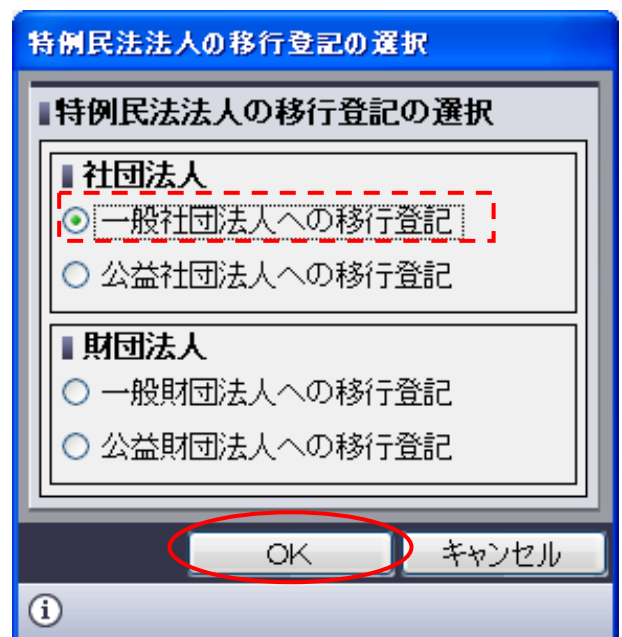 特例民法法人の移行登記の選択
特例民法法人の移行登記の選択
社団法人
一般社団法人への移行登記
公益社団法人への移行登記
財団法人
一般財団法人への移行登記
公益財団法人への移行登記
OK キャンセル